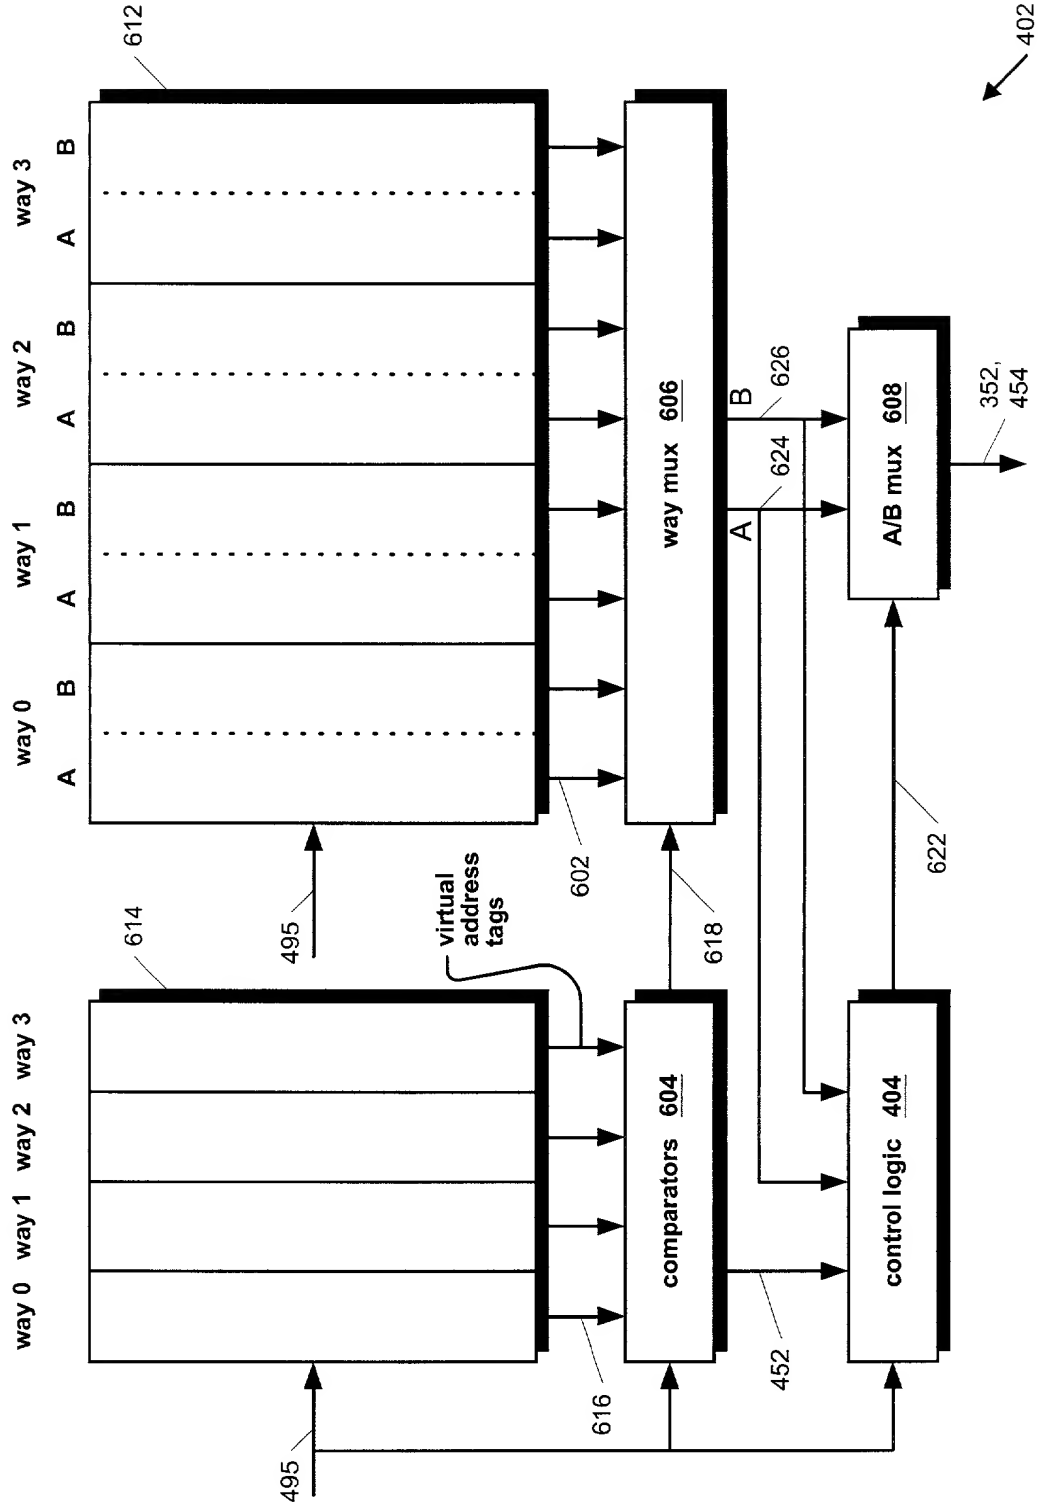 way 0 way 1 way 2 way 3
way 0 way 1 way 2 way 3
A B A B A B A B
614
612
495
495
virtual
address
tags
616
602
comparators 604
618
way mux 606
452
A B
624 626
control logic 404
622
A/B mux 608
352,
454
402